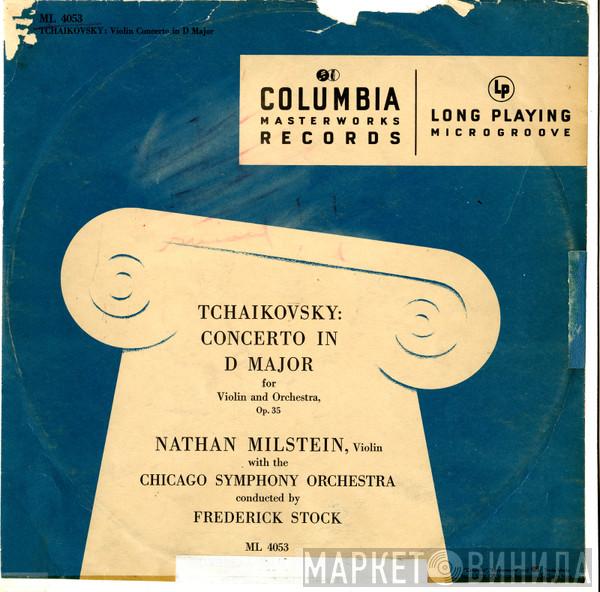 ML 4053
TCHAIKOVSKY: Violin Concerto in D Major
COLUMBIA
MASTERWORKS
RECORDS
LP
LONG PLAYING
MICROGROOVE
TCHAIKOVSKY:
CONCERTO IN
D MAJOR
for
Violin and Orchestra,
Op. 35
NATHAN MILSTEIN, Violin
with the
CHICAGO SYMPHONY ORCHESTRA
conducted by
FREDERICK STOCK
ML 4053
МАРКЕТ ВИНИЛА